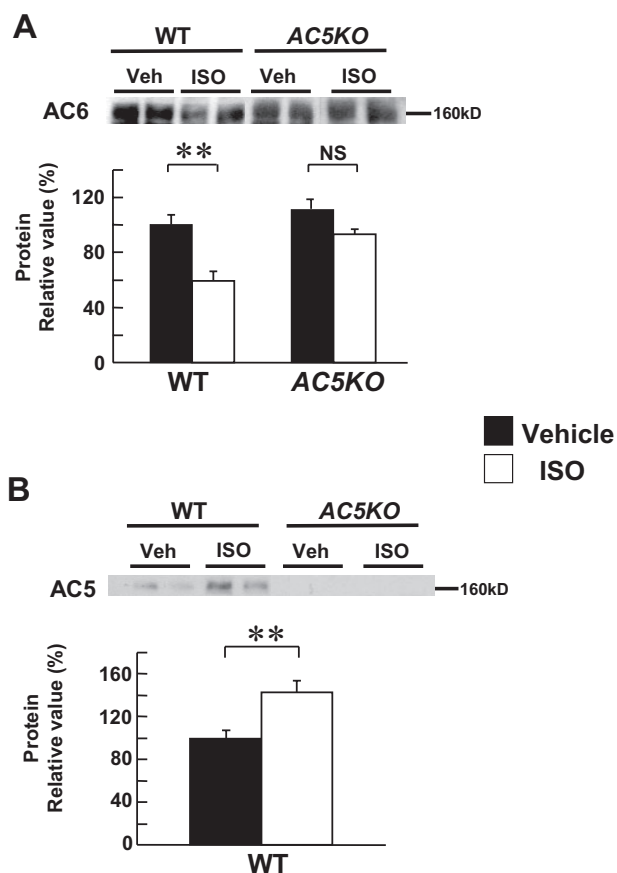 A
WT AC5KO
Veh ISO Veh ISO
AC6 160kD
** NS
Protein
Relative value (%)
120
80
40
0
WT AC5KO
Vehicle
ISO
B
WT AC5KO
Veh ISO Veh ISO
AC5 160kD
**
Protein
Relative value (%)
160
120
80
40
0
WT